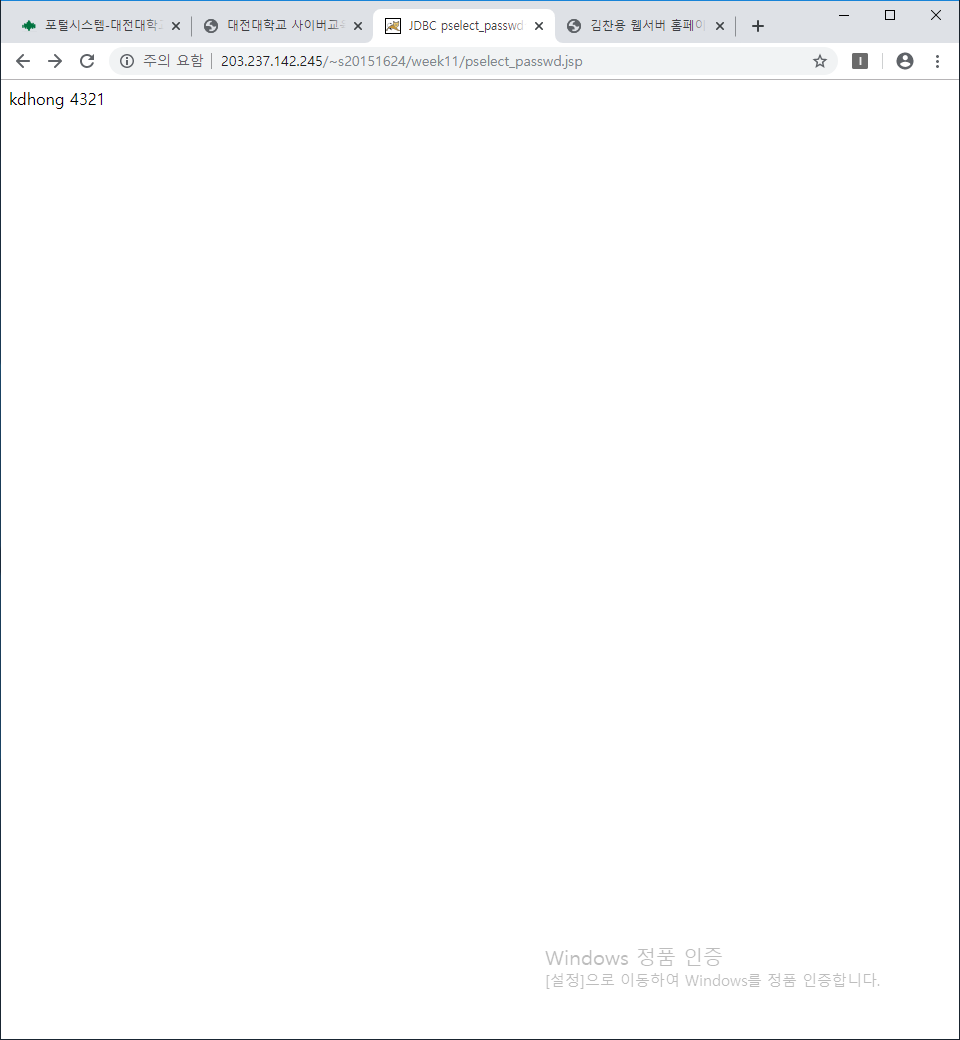 포털시스템-대전대학교
대전대학교 사이버교육
JDBC pselect_passwd
김찬용 웹서버 홈페이
주의 요함
203.237.142.245/~s20151624/week11/pselect_passwd.jsp
I
kdhong 4321
Windows 정품 인증
[설정]으로 이동하여 Windows를 정품 인증합니다.